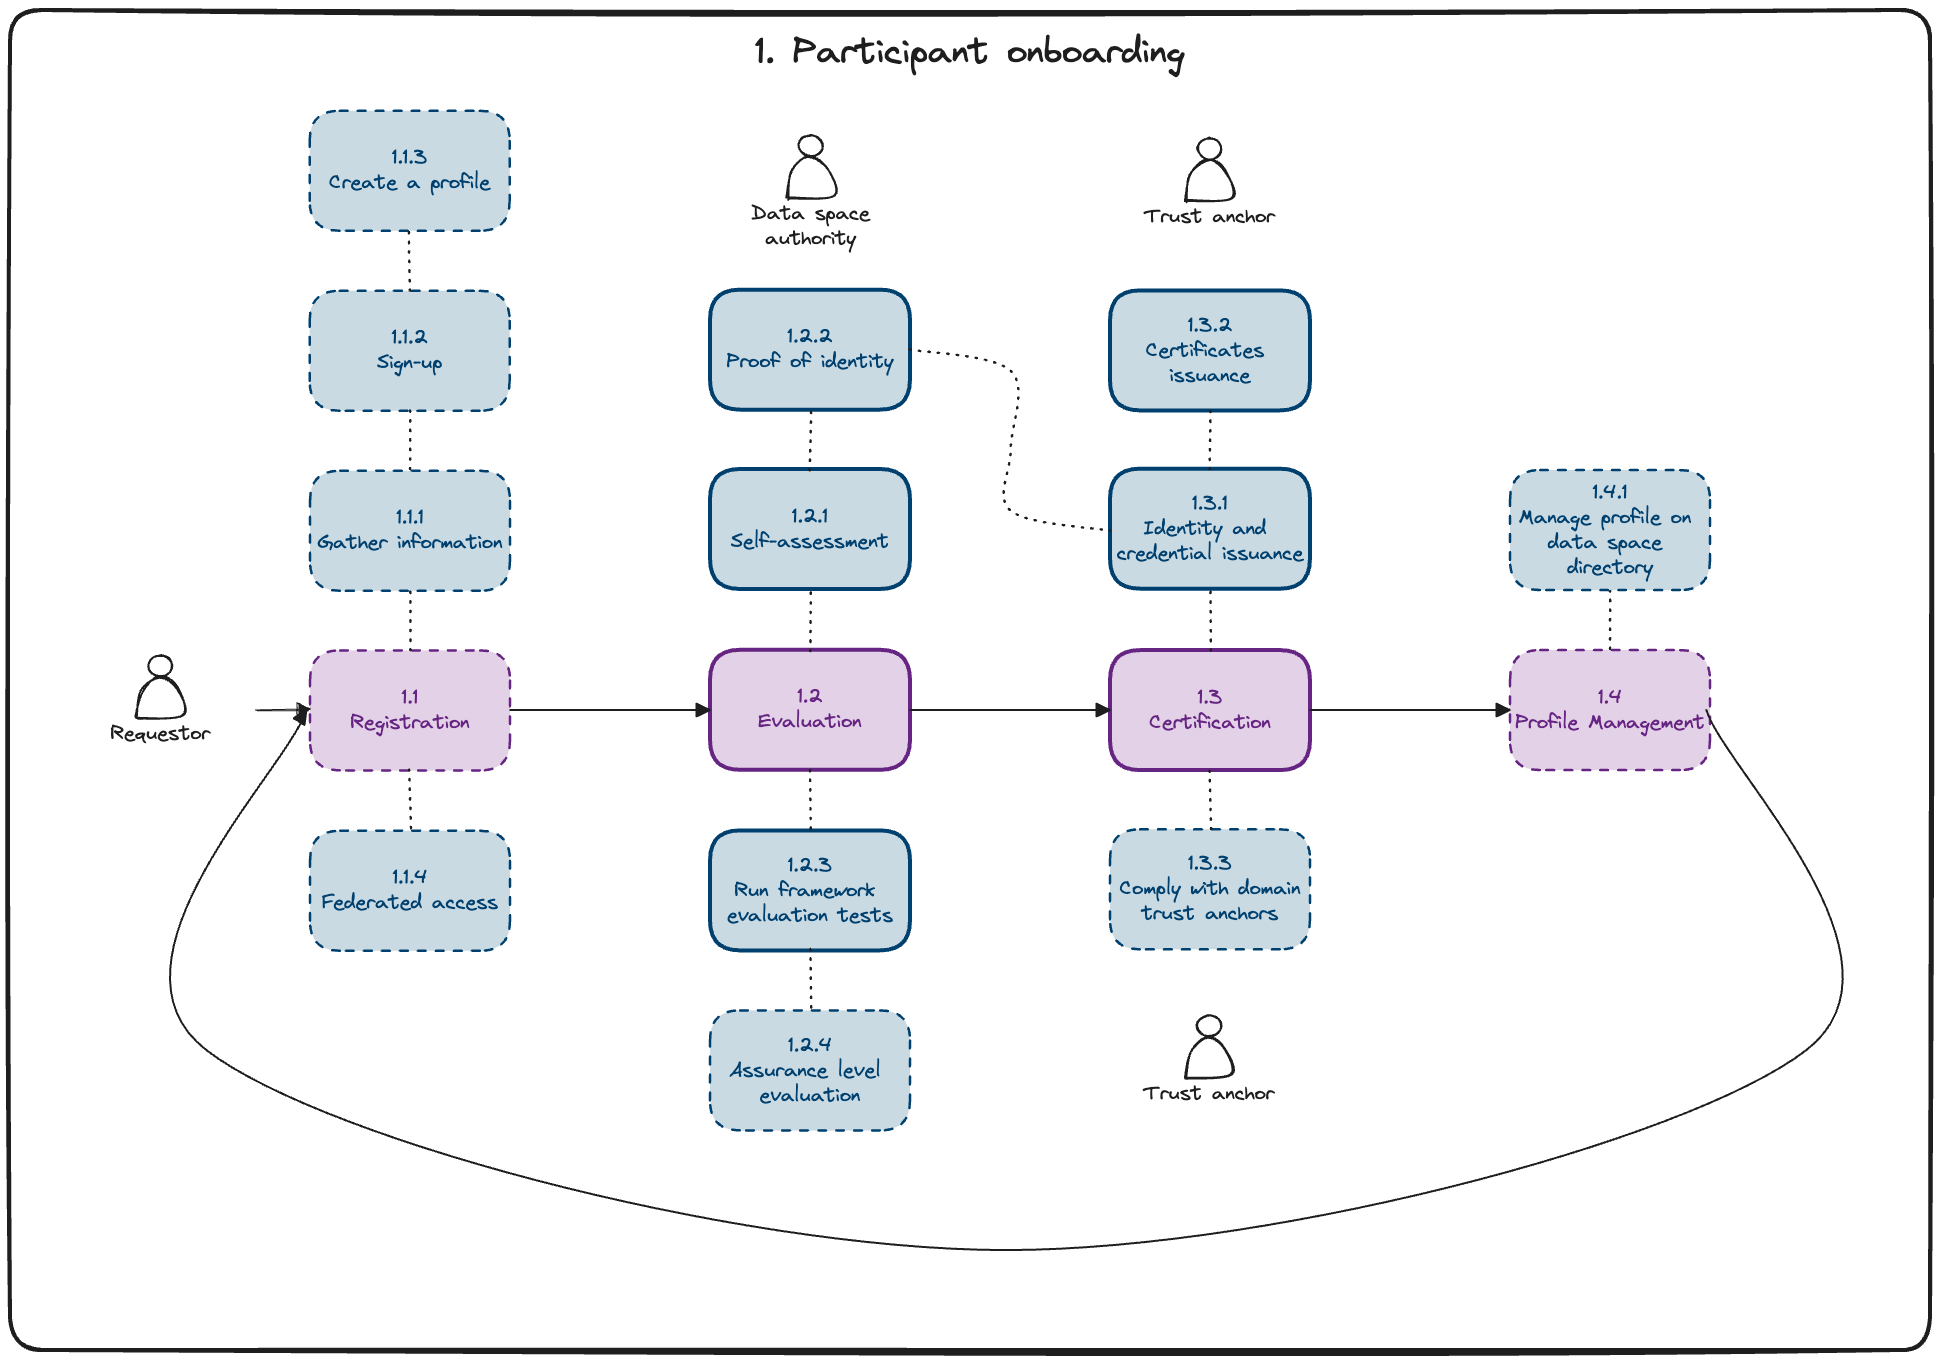 1. Participant onboarding
1.1.3
Create a profile
1.1.2
Sign-up
1.1.1
Gather information
Requestor
1.1
Registration
1.1.4
Federated access
Data space
authority
1.2.2
Proof of identity
1.2.1
Self-assessment
1.2
Evaluation
1.2.3
Run framework
evaluation tests
1.2.4
Assurance level
evaluation
Trust anchor
1.3.2
Certificates
issuance
1.3.1
Identity and
credential issuance
1.3
Certification
1.3.3
Comply with domain
trust anchors
Trust anchor
1.4.1
Manage profile on
data space
directory
1.4
Profile Management